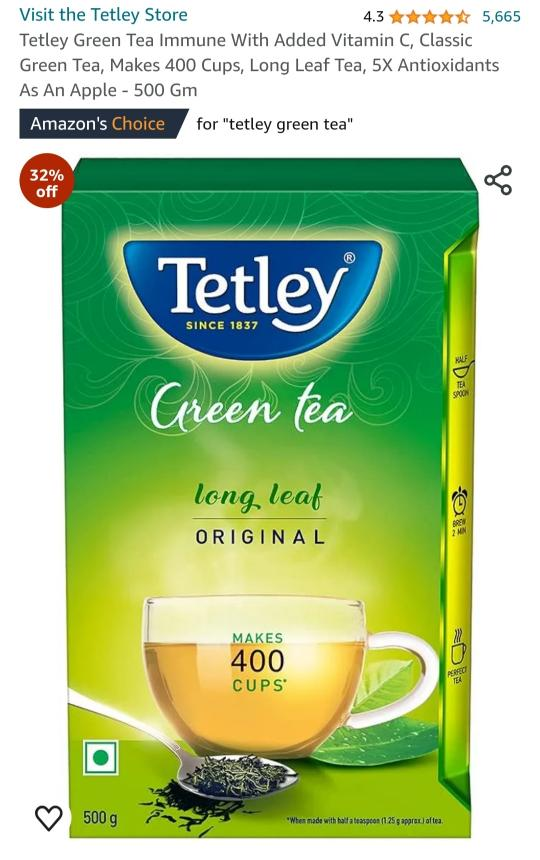 Visit the Tetley Store
4.3 5,665
Tetley Green Tea Immune With Added Vitamin C, Classic
Green Tea, Makes 400 Cups, Long Leaf Tea, 5X Antioxidants
As An Apple - 500 Gm
Amazon's Choice for "tetley green tea"
32%
off
Tetley®
SINCE 1837
Green tea
long leaf
ORIGINAL
HALF
TEA
SPOON
BREW
2 MIN
PERFECT
TEA
MAKES
400
CUPS*
500 g
*When made with half a teaspoon (1.25 g approx.) of tea.